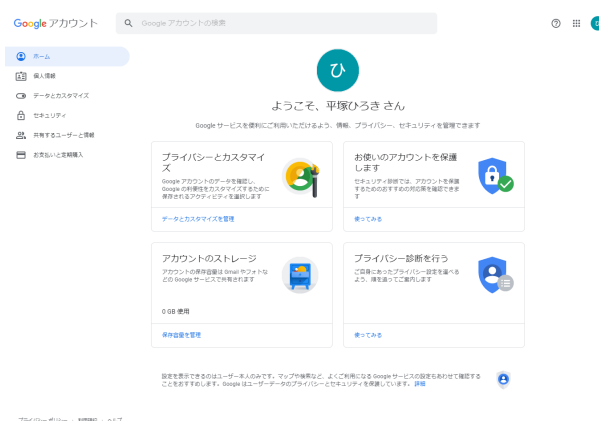 Google アカウント
Google アカウントの検索
ホーム
個人情報
データとカスタマイズ
セキュリティ
共有するユーザーと情報
お支払いと定期購入
ひ
ようこそ、平塚ひろき さん
Google サービスを便利にご利用いただけるよう、情報、プライバシー、セキュリティを管理できます
プライバシーとカスタマイ
ズ
Google アカウントのデータを確認し、
Google の利便性をカスタマイズするために
保存されるアクティビティを選択します
データとカスタマイズを管理
お使いのアカウントを保護
します
セキュリティ診断では、アカウントを保護
するためのおすすめの対応策を確認できま
す
使ってみる
アカウントのストレージ
アカウントの保存容量は Gmail やフォトな
どの Google サービスで共有されます
0 GB 使用
保存容量を管理
プライバシー診断を行う
ご自身にあったプライバシー設定を選べる
よう、順を追ってご案内します
使ってみる
設定を表示できるのはユーザー本人のみです。マップや検索など、よくご利用になる Google サービスの設定もあわせて確認する
ことをおすすめします。Google はユーザーデータのプライバシーとセキュリティを保護しています。 詳細